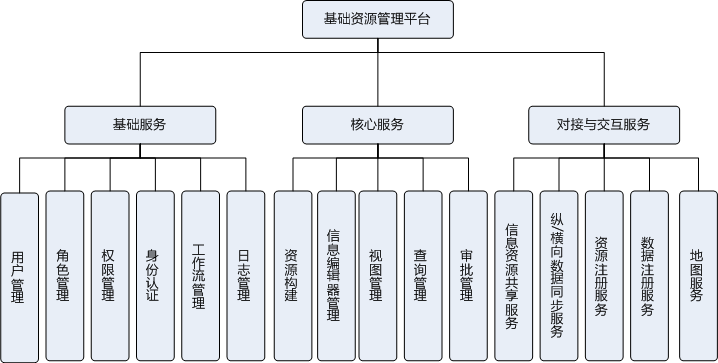 基础资源管理平台
基础服务
核心服务
对接与交互服务
用户管理
角色管理
权限管理
身份认证
工作流管理
日志管理
资源构建
信息编辑器管理
视图管理
查询管理
审批管理
信息资源共享服务
纵/横向数据同步服务
资源注册服务
数据注册服务
地图服务